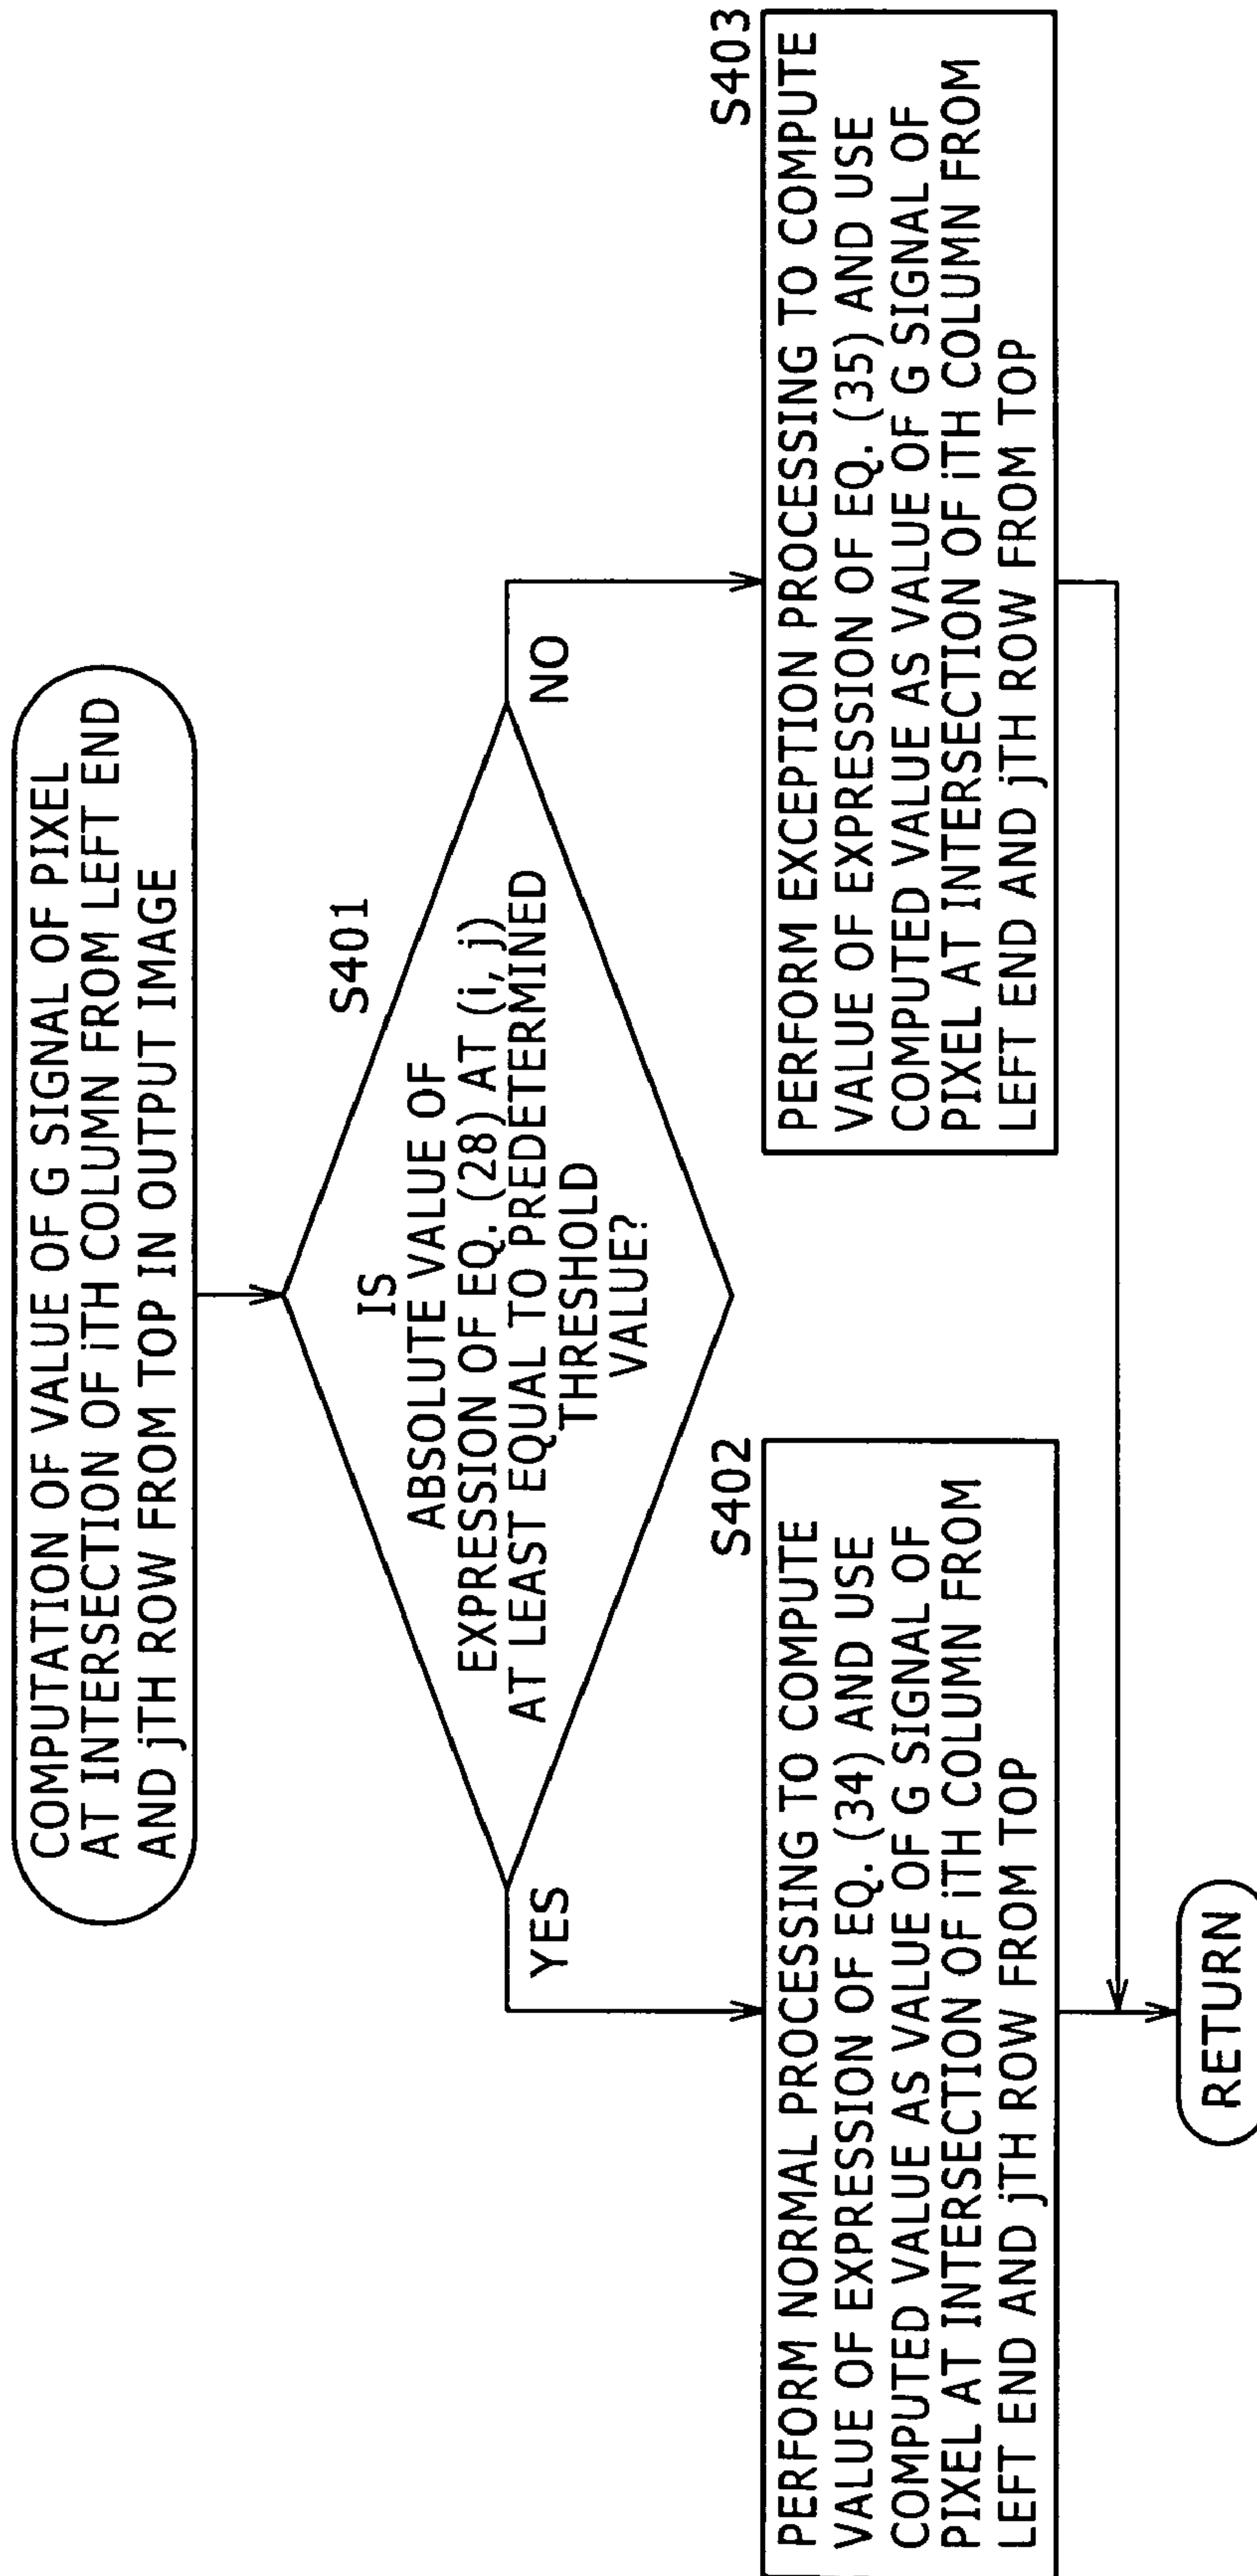 COMPUTATION OF VALUE OF G SIGNAL OF PIXEL
AT INTERSECTION OF iTH COLUMN FROM LEFT END
AND jTH ROW FROM TOP IN OUTPUT IMAGE
S401
IS
ABSOLUTE VALUE OF
EXPRESSION OF EQ. (28) AT (i, j)
AT LEAST EQUAL TO PREDETERMINED
THRESHOLD
VALUE?
YES
NO
S402
PERFORM NORMAL PROCESSING TO COMPUTE
VALUE OF EXPRESSION OF EQ. (34) AND USE
COMPUTED VALUE AS VALUE OF G SIGNAL OF
PIXEL AT INTERSECTION OF iTH COLUMN FROM
LEFT END AND jTH ROW FROM TOP
S403
PERFORM EXCEPTION PROCESSING TO COMPUTE
VALUE OF EXPRESSION OF EQ. (35) AND USE
COMPUTED VALUE AS VALUE OF G SIGNAL OF
PIXEL AT INTERSECTION OF iTH COLUMN FROM
LEFT END AND jTH ROW FROM TOP
RETURN